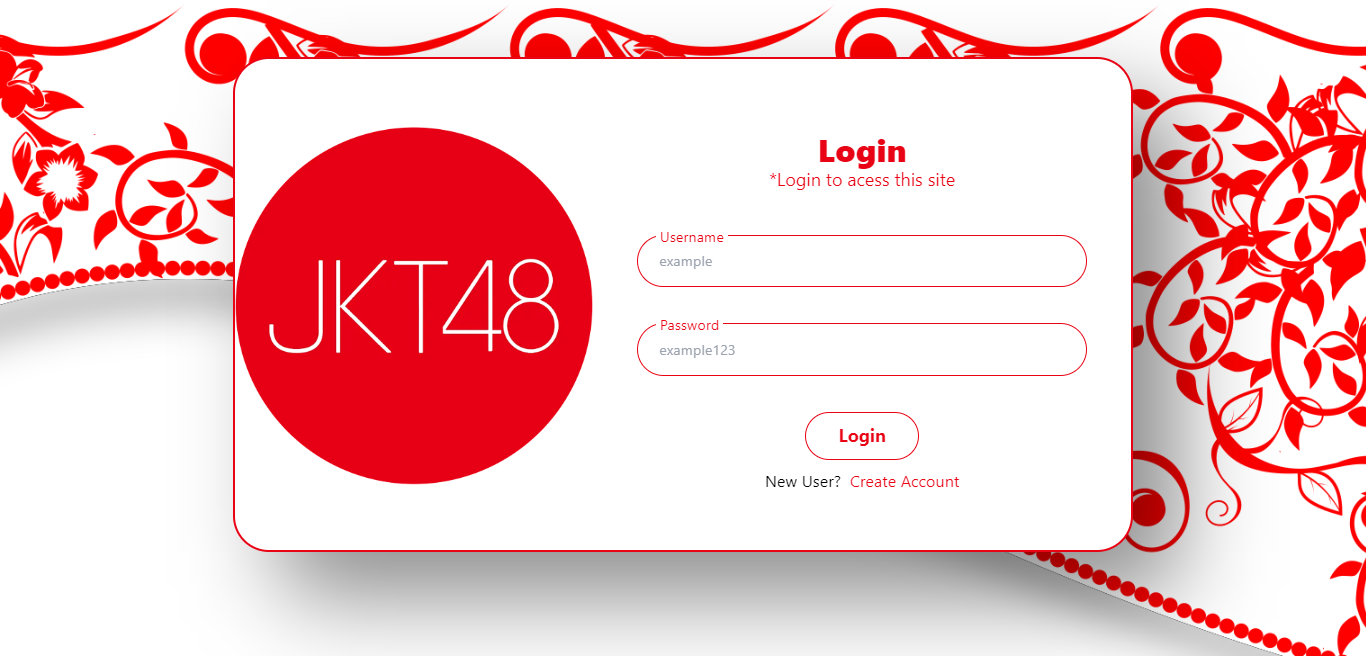 JKT48
Login
*Login to acess this site
Username
example
Password
example123
Login
New User? Create Account